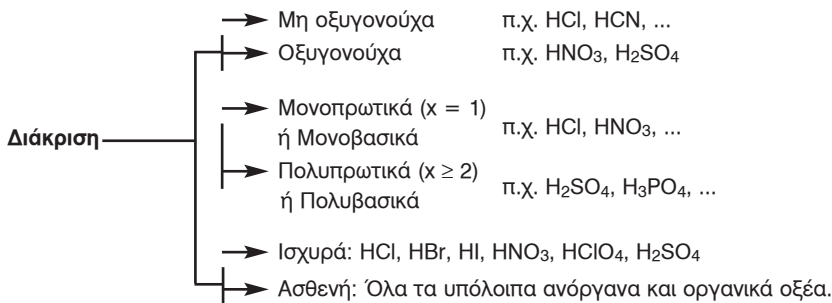 Μη οξυγονούχα π.χ. HCl, HCN, ...
Οξυγονούχα π.χ. HNO₃, H₂SO₄
Μονοπρωτικά (x = 1)
ή Μονοβασικά π.χ. HCl, HNO₃, ...
Διάκριση
Πολυπρωτικά (x ≥ 2)
ή Πολυβασικά π.χ. H₂SO₄, H₃PO₄, ...
Ισχυρά: HCl, HBr, HI, HNO₃, HClO₄, H₂SO₄
Ασθενή: Όλα τα υπόλοιπα ανόργανα και οργανικά οξέα.